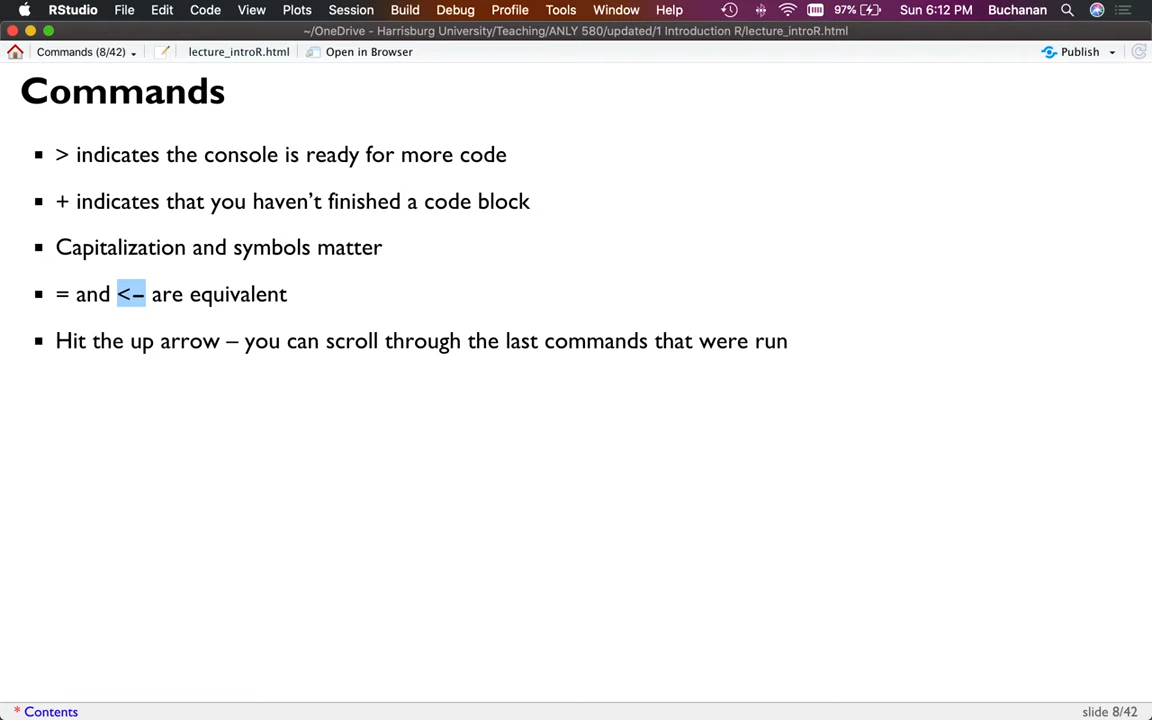 RStudio File Edit Code View Plots Session Build Debug Profile Tools Window Help 97% Sun 6:12 PM Buchanan
~/OneDrive - Harrisburg University/Teaching/ANLY 580/updated/1 Introduction R/lecture_introR.html
Commands (8/42) lecture_introR.html Open in Browser Publish
Commands
> indicates the console is ready for more code
+ indicates that you haven’t finished a code block
Capitalization and symbols matter
= and <– are equivalent
Hit the up arrow – you can scroll through the last commands that were run
* Contents slide 8/42